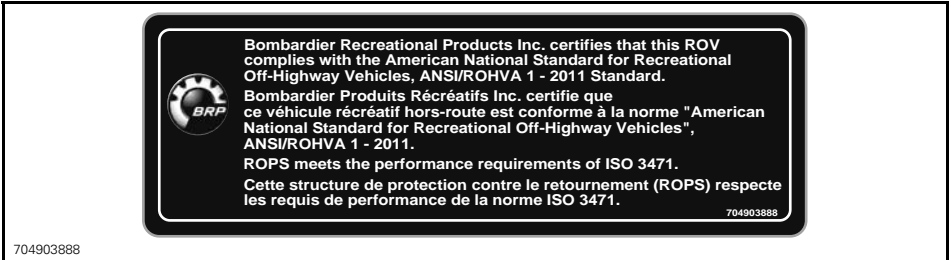 Bombardier Recreational Products Inc. certifies that this ROV
complies with the American National Standard for Recreational
Off-Highway Vehicles, ANSI/ROHVA 1 - 2011 Standard.
Bombardier Produits Récréatifs Inc. certifie que
ce véhicule récréatif hors-route est conforme à la norme "American
National Standard for Recreational Off-Highway Vehicles",
ANSI/ROHVA 1 - 2011.
ROPS meets the performance requirements of ISO 3471.
Cette structure de protection contre le retournement (ROPS) respecte
les requis de performance de la norme ISO 3471.
BRP
704903888
704903888